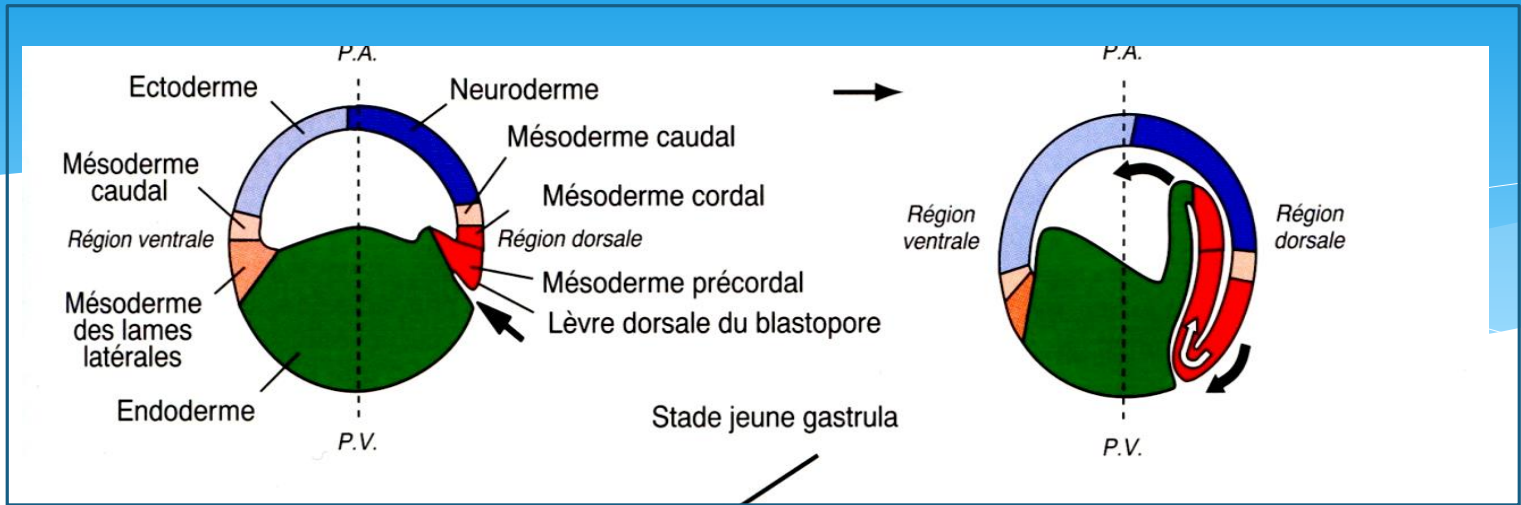 P.A.
Ectoderme
Neuroderme
Mésoderme caudal
Mésoderme
caudal
Mésoderme cordal
Région ventrale
Région dorsale
Mésoderme précordal
Mésoderme
des lames
latérales
Lèvre dorsale du blastopore
Endoderme
P.V.
Stade jeune gastrula
P.A.
Région
ventrale
Région
dorsale
P.V.